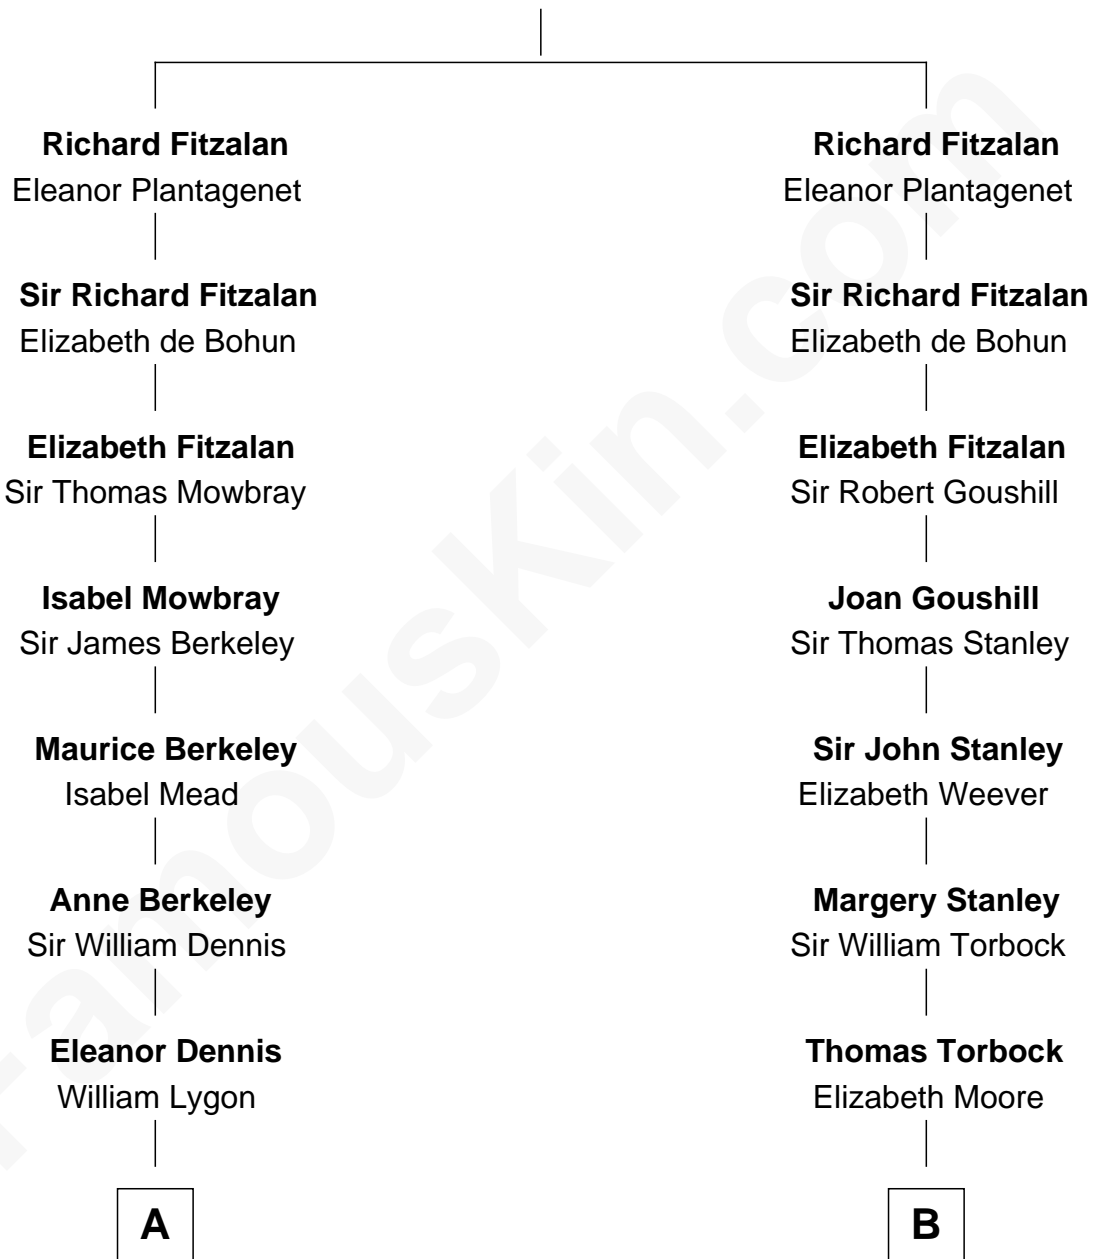 Richard Fitzalan
Eleanor Plantagenet
Sir Richard Fitzalan
Elizabeth de Bohun
Elizabeth Fitzalan
Sir Thomas Mowbray
Isabel Mowbray
Sir James Berkeley
Maurice Berkeley
Isabel Mead
Anne Berkeley
Sir William Dennis
Eleanor Dennis
William Lygon
A
Richard Fitzalan
Eleanor Plantagenet
Sir Richard Fitzalan
Elizabeth de Bohun
Elizabeth Fitzalan
Sir Robert Goushill
Joan Goushill
Sir Thomas Stanley
Sir John Stanley
Elizabeth Weever
Margery Stanley
Sir William Torbock
Thomas Torbock
Elizabeth Moore
B
FamousKin.com